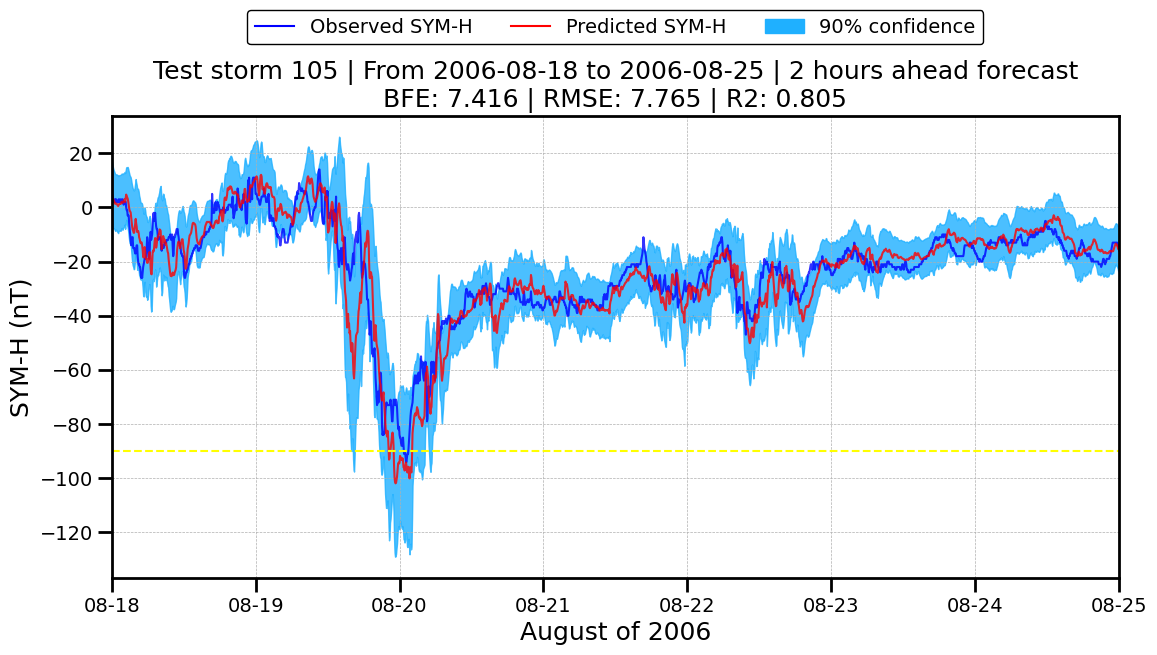 Observed SYM-H Predicted SYM-H 90% confidence
Test storm 105 | From 2006-08-18 to 2006-08-25 | 2 hours ahead forecast
BFE: 7.416 | RMSE: 7.765 | R2: 0.805
SYM-H (nT)
20
0
−20
−40
−60
−80
−100
−120
08-18 08-19 08-20 08-21 08-22 08-23 08-24 08-25
August of 2006